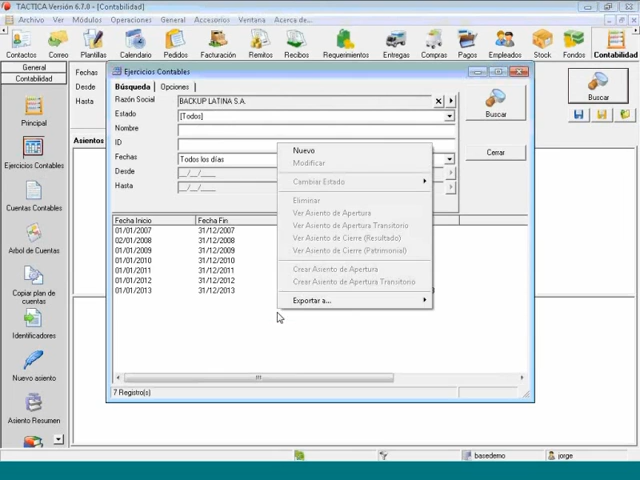 TACTICA Versión 6.7.0 - [Contabilidad]
Archivo Ver Módulos Operaciones General Accesorios Ventana Acerca de...
Contactos Correo Plantillas Calendario Pedidos Facturación Remitos Recibos Requerimientos Entregas Compras Pagos Empleados Stock Fondos Contabilidad
General
Contabilidad
Principal
Ejercicios Contables
Cuentas Contables
Arbol de Cuentas
Copiar plan de cuentas
Identificadores
Nuevo asiento
Asiento Resumen
Fechas
Desde
Hasta
Asientos
Buscar
Ejercicios Contables
Búsqueda Opciones
Razón Social BACKUP LATINA S.A.
Estado [Todos]
Nombre
ID
Fechas Todos los días
Desde __/__/____
Hasta __/__/____
Buscar
Cerrar
Fecha Inicio Fecha Fin
01/01/2007 31/12/2007
02/01/2008 31/12/2008
01/01/2009 31/12/2009
01/01/2010 31/12/2010
01/01/2011 31/12/2011
01/01/2012 31/12/2012
01/01/2013 31/12/2013
Nuevo
Modificar
Cambiar Estado
Eliminar
Ver Asiento de Apertura
Ver Asiento de Apertura Transitorio
Ver Asiento de Cierre (Resultado)
Ver Asiento de Cierre (Patrimonial)
Crear Asiento de Apertura
Crear Asiento de Apertura Transitorio
Exportar a...
7 Registro(s)
basedemo jorge